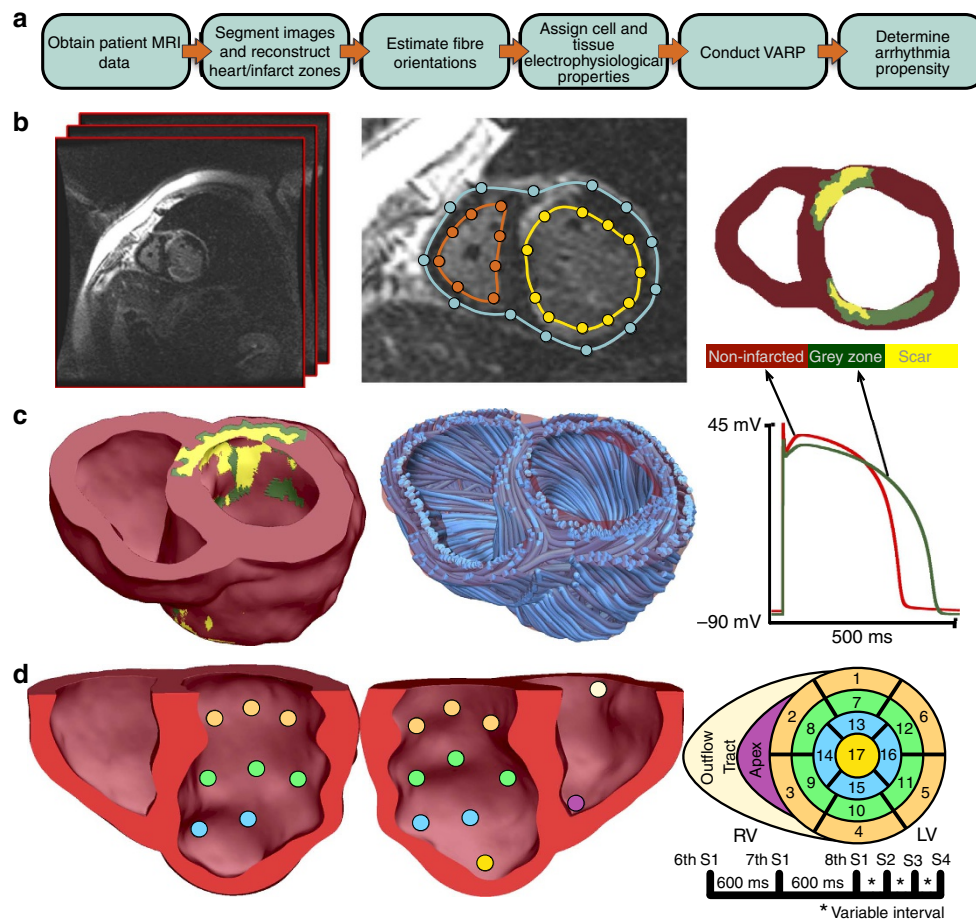 a
Obtain patient MRI
data
Segment images
and reconstruct
heart/infarct zones
Estimate fibre
orientations
Assign cell and
tissue
electrophysiological
properties
Conduct VARP
Determine
arrhythmia
propensity
b
Non-infarcted
Grey zone
Scar
c
45 mV
–90 mV
500 ms
d
Outflow
Tract
Apex
1
2
3
4
5
6
7
8
9
10
11
12
13
14
15
16
17
RV
LV
6th S1
7th S1
8th S1
S2
S3
S4
600 ms
600 ms
*
*
*
* Variable interval